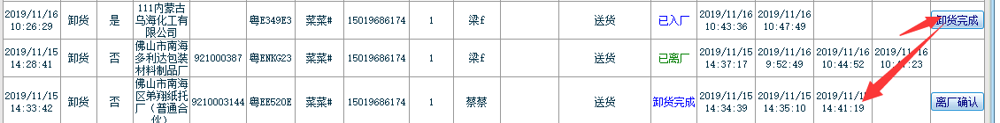 2019/11/16 10:26:29 卸货 是 111内蒙古乌海化工有限公司 粤E349E3 菜菜# 15019686174 1 梁f 送货 已入厂 2019/11/16 10:43:36 2019/11/16 10:47:49 卸货完成
2019/11/15 14:28:41 卸货 否 佛山市南海多利达包装材料制品厂 921000387 粤ENKG23 菜菜# 15019686174 1 梁f 送货 已离厂 2019/11/15 14:37:17 2019/11/16 9:52:49 2019/11/16 10:44:52 2019/11/16
2019/11/15 14:33:42 卸货 否 佛山市南海区弟翔纸托厂（普通合伙） 9210003144 粤EE520E 菜菜# 15019686174 1 蔡蔡 送货 卸货完成 2019/11/15 14:34:39 2019/11/15 14:35:10 2019/11/15 14:41:19 离厂确认